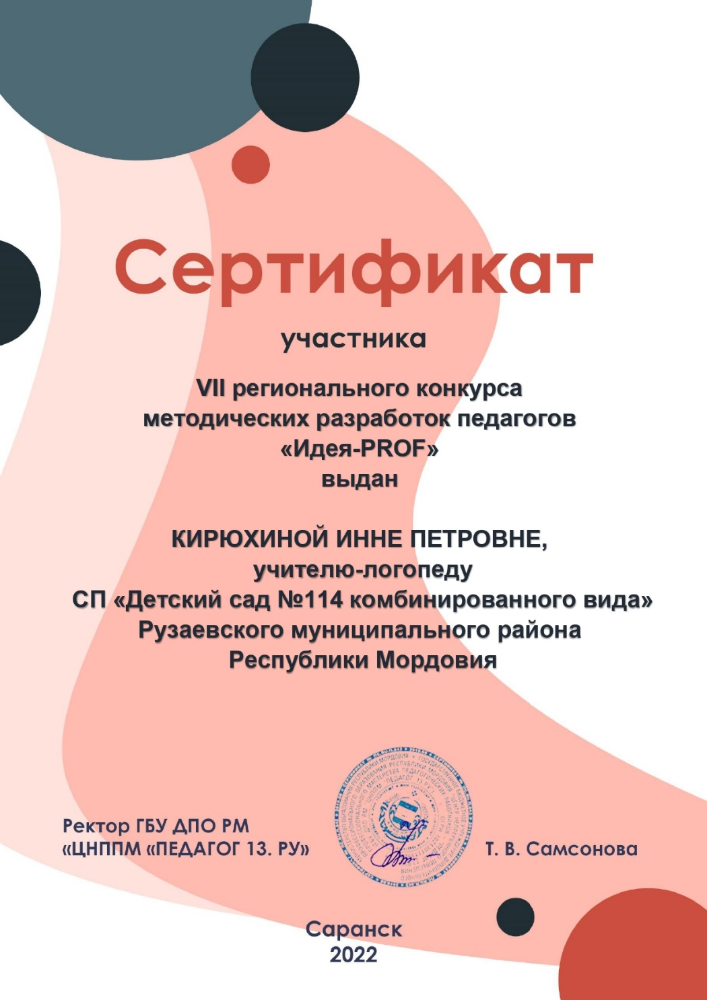 Сертификат
участника
VII регионального конкурса
методических разработок педагогов
«Идея-PROF»
выдан
КИРЮХИНОЙ ИННЕ ПЕТРОВНЕ,
учителю-логопеду
СП «Детский сад №114 комбинированного вида»
Рузаевского муниципального района
Республики Мордовия
Ректор ГБУ ДПО РМ
«ЦНППМ «ПЕДАГОГ 13. РУ»
Т. В. Самсонова
Саранск
2022